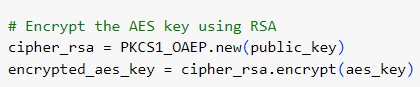 # Encrypt the AES key using RSA
cipher_rsa = PKCS1_OAEP.new(public_key)
encrypted_aes_key = cipher_rsa.encrypt(aes_key)